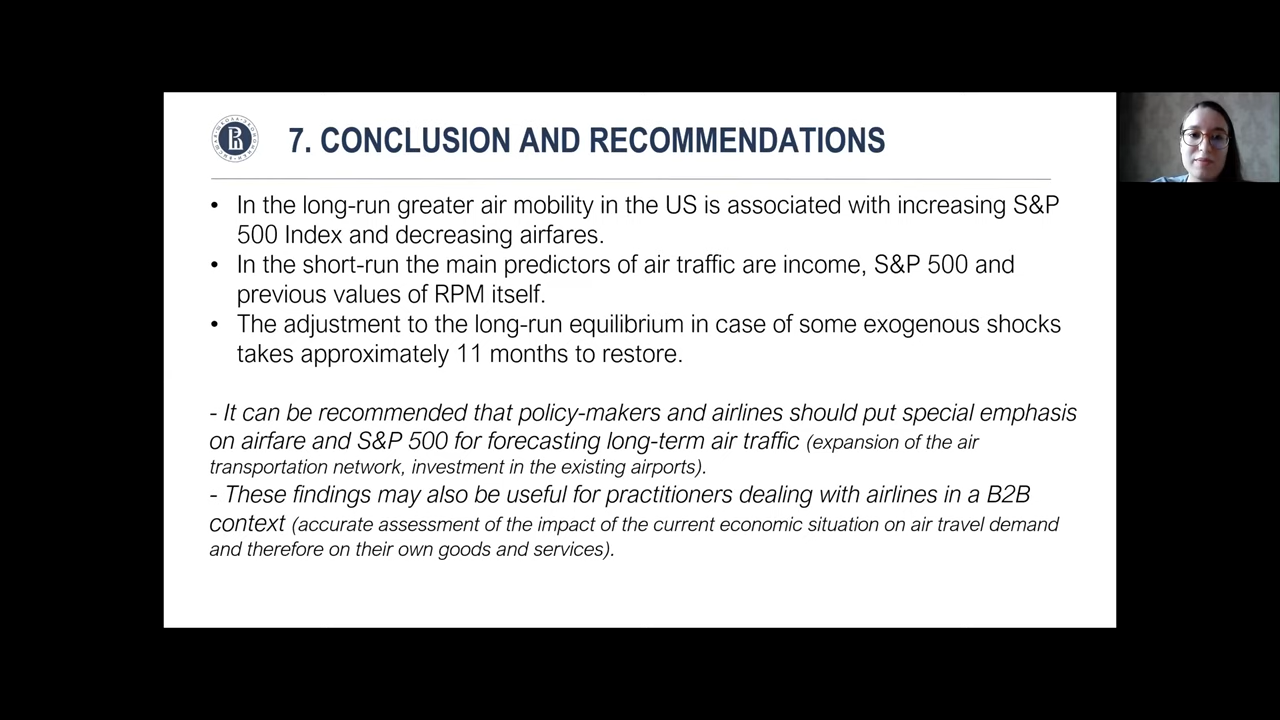 7. CONCLUSION AND RECOMMENDATIONS
• In the long-run greater air mobility in the US is associated with increasing S&P
500 Index and decreasing airfares.
• In the short-run the main predictors of air traffic are income, S&P 500 and
previous values of RPM itself.
• The adjustment to the long-run equilibrium in case of some exogenous shocks
takes approximately 11 months to restore.
- It can be recommended that policy-makers and airlines should put special emphasis
on airfare and S&P 500 for forecasting long-term air traffic (expansion of the air
transportation network, investment in the existing airports).
- These findings may also be useful for practitioners dealing with airlines in a B2B
context (accurate assessment of the impact of the current economic situation on air travel demand
and therefore on their own goods and services).